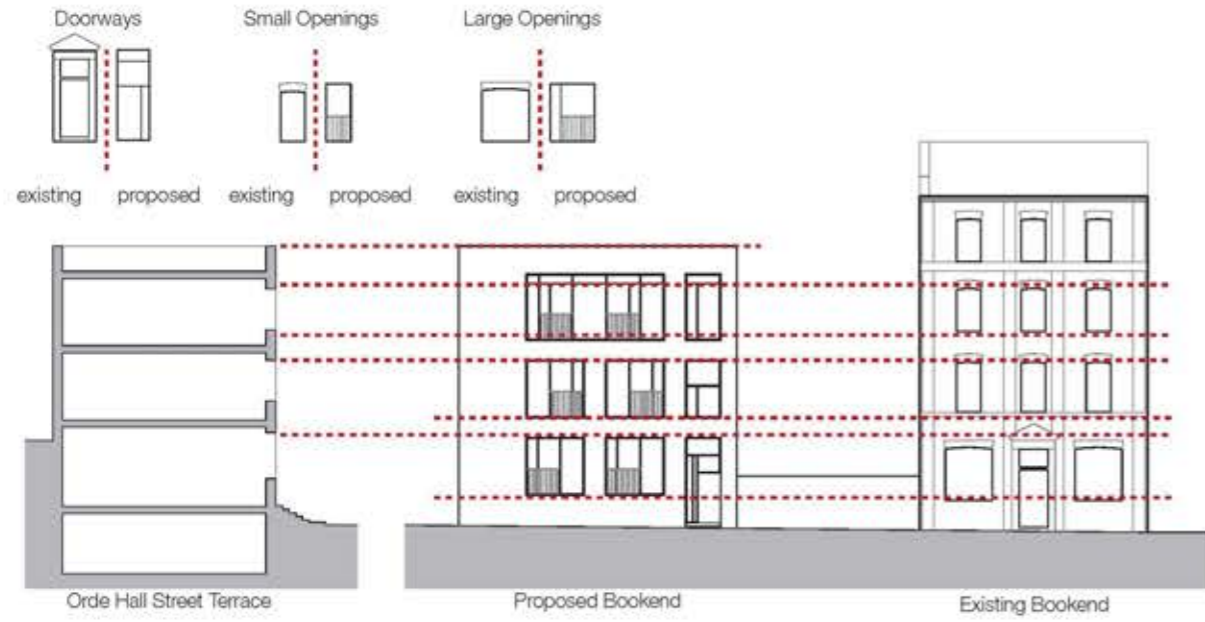 Doorways
Small Openings
Large Openings
existing
proposed
existing
proposed
existing
proposed
Orde Hall Street Terrace
Proposed Bookend
Existing Bookend